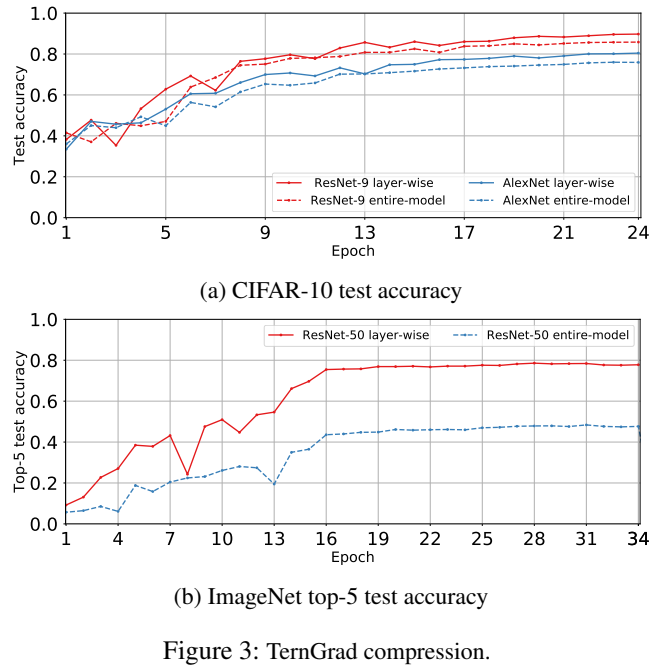 1.0
0.8
0.6
0.4
0.2
0.0
Test accuracy
ResNet-9 layer-wise
ResNet-9 entire-model
AlexNet layer-wise
AlexNet entire-model
1 5 9 13 17 21 24
Epoch
(a) CIFAR-10 test accuracy
1.0
0.8
0.6
0.4
0.2
0.0
Top-5 test accuracy
ResNet-50 layer-wise
ResNet-50 entire-model
1 4 7 10 13 16 19 22 25 28 31 34
Epoch
(b) ImageNet top-5 test accuracy
Figure 3: TernGrad compression.